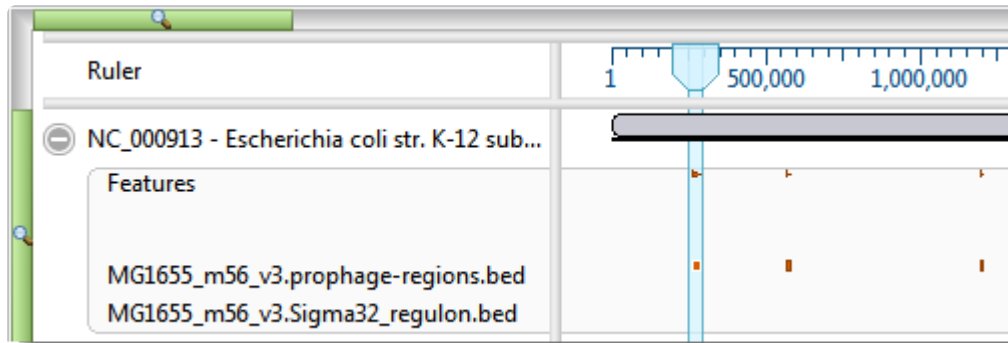 Ruler
1 500,000 1,000,000
NC_000913 - Escherichia coli str. K-12 sub...
Features
MG1655_m56_v3.prophage-regions.bed
MG1655_m56_v3.Sigma32_regulon.bed